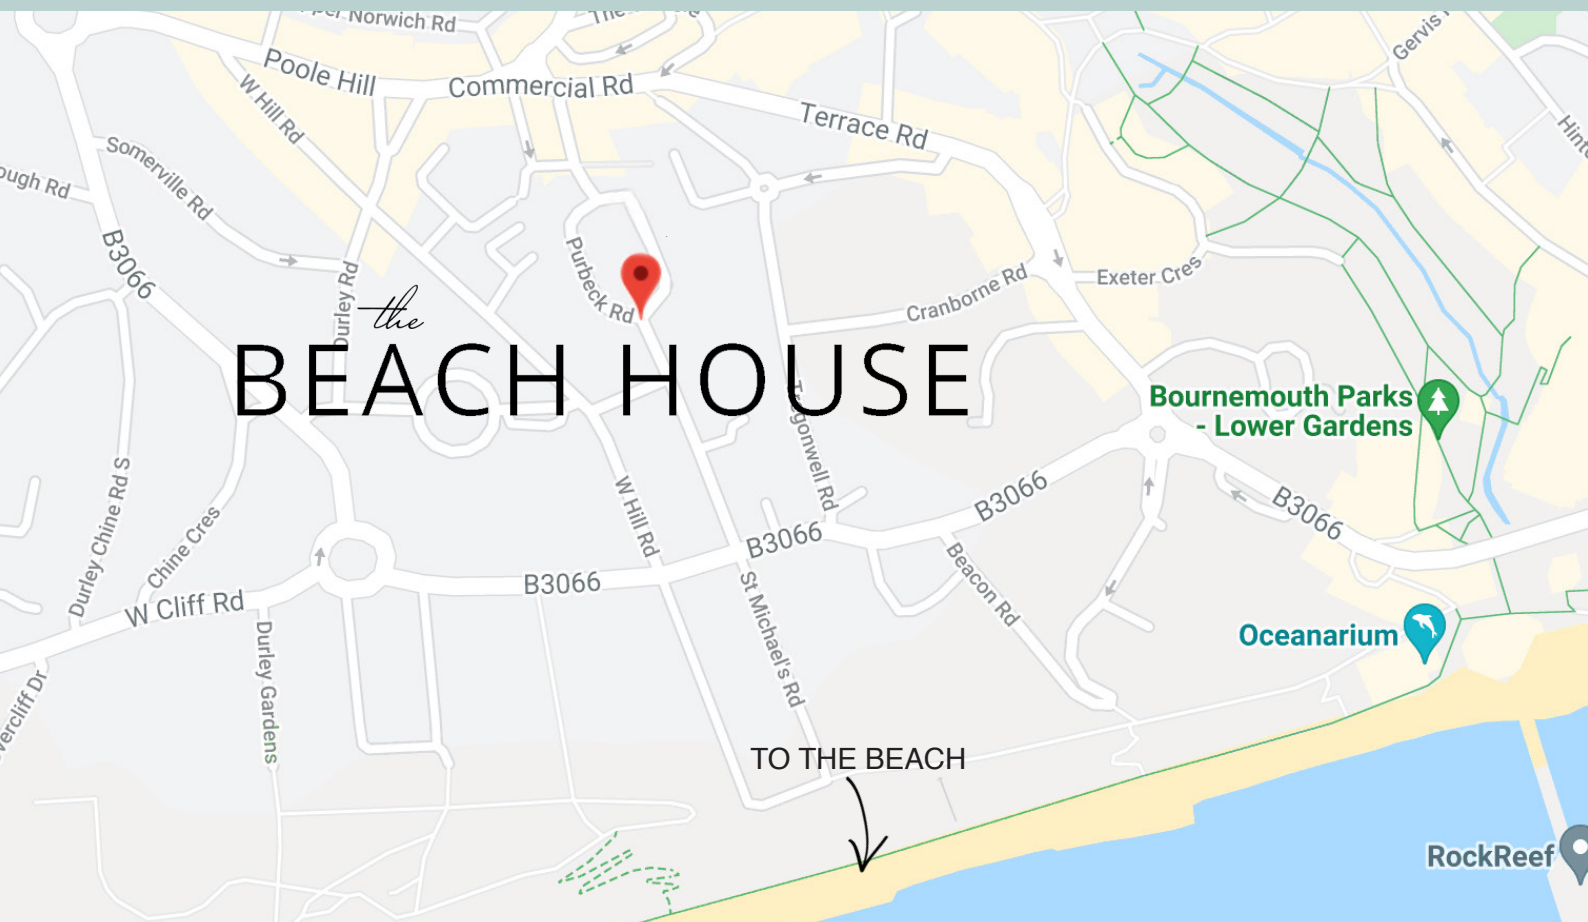 Norwich Rd
Gervis
Poole Hill
Commercial Rd
W Hill Rd
Terrace Rd
Somerville Rd
B3066
Durley Rd
Purbeck Rd
Cranborne Rd
Exeter Cres
the
BEACH HOUSE
Tregonwell Rd
Bournemouth Parks
- Lower Gardens
Durley Chine Rd S
Chine Cres
W Hill Rd
B3066
B3066
B3066
B3066
W Cliff Rd
Beacon Rd
St Michael's Rd
Durley Gardens
Oceanarium
TO THE BEACH
RockReef